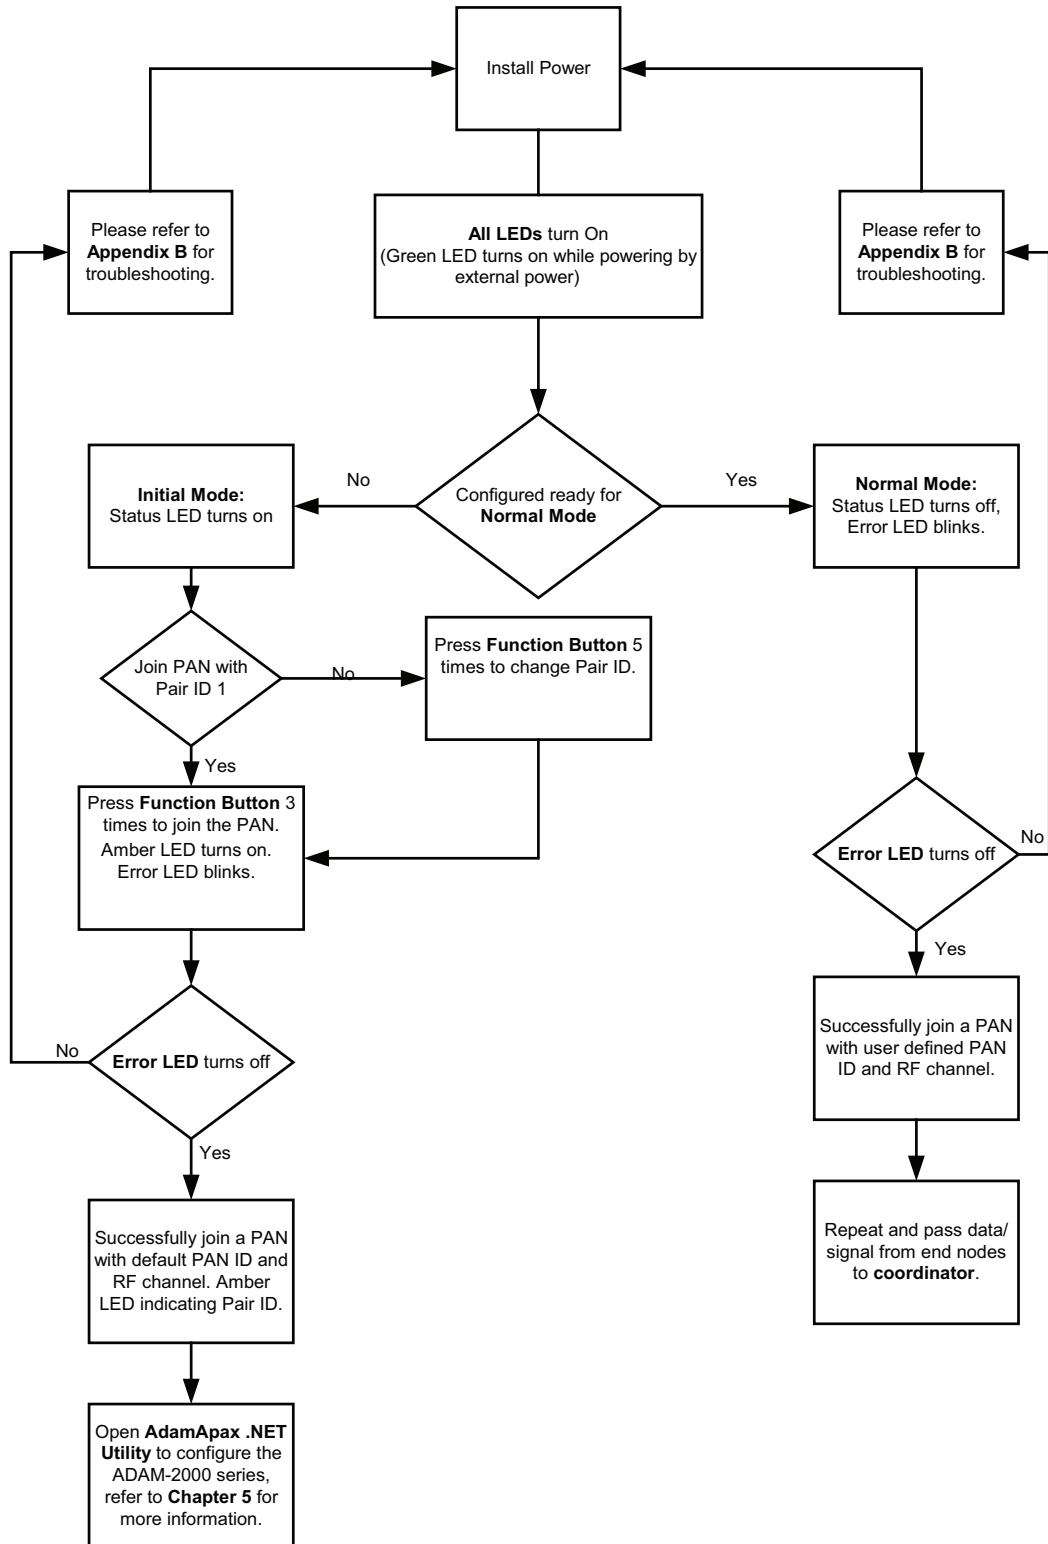 Install Power
Please refer to
Appendix B for
troubleshooting.
All LEDs turn On
(Green LED turns on while powering by
external power)
Please refer to
Appendix B for
troubleshooting.
No
Configured ready for
Normal Mode
Yes
Initial Mode:
Status LED turns on
Normal Mode:
Status LED turns off,
Error LED blinks.
Join PAN with
Pair ID 1
No
Press Function Button 5
times to change Pair ID.
Yes
Press Function Button 3
times to join the PAN.
Amber LED turns on.
Error LED blinks.
Error LED turns off
No
Yes
No
Error LED turns off
Yes
Successfully join a PAN
with user defined PAN
ID and RF channel.
Successfully join a PAN
with default PAN ID and
RF channel. Amber
LED indicating Pair ID.
Repeat and pass data/
signal from end nodes
to coordinator.
Open AdamApax .NET
Utility to configure the
ADAM-2000 series,
refer to Chapter 5 for
more information.